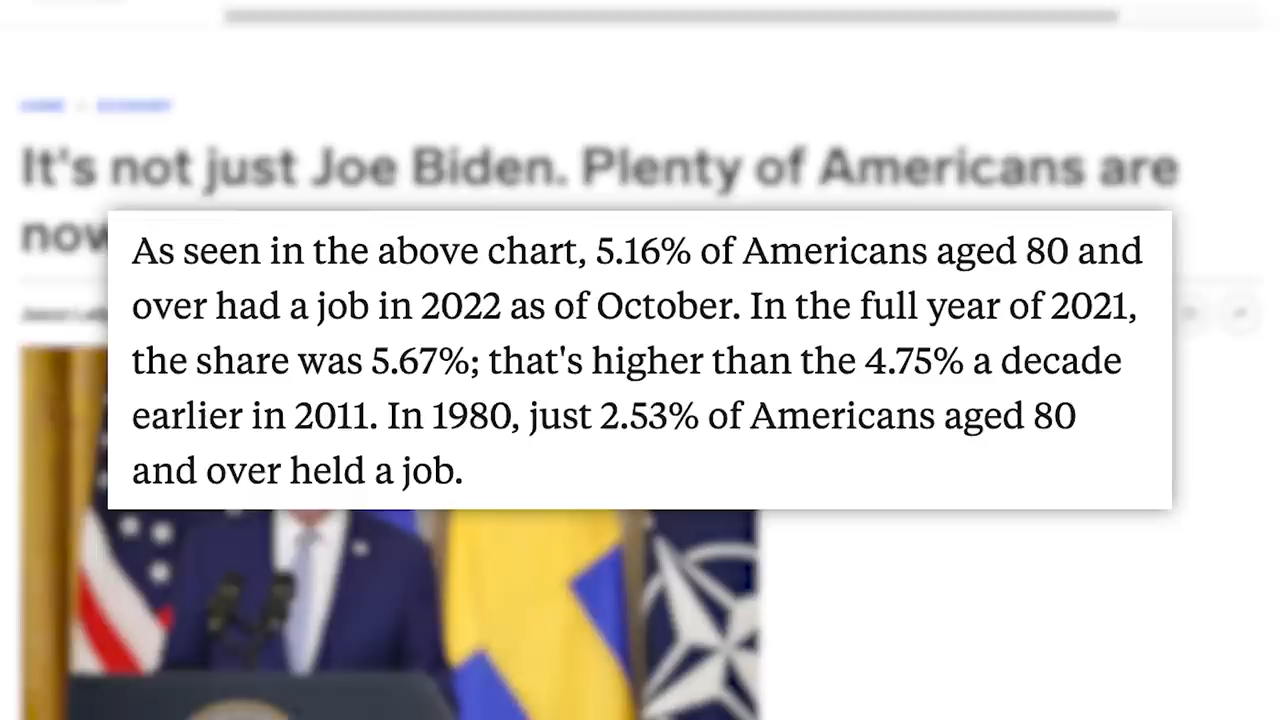 HOME
ECONOMY
It's not just Joe Biden. Plenty of Americans are
now
As seen in the above chart, 5.16% of Americans aged 80 and
over had a job in 2022 as of October. In the full year of 2021,
the share was 5.67%; that's higher than the 4.75% a decade
earlier in 2011. In 1980, just 2.53% of Americans aged 80
and over held a job.